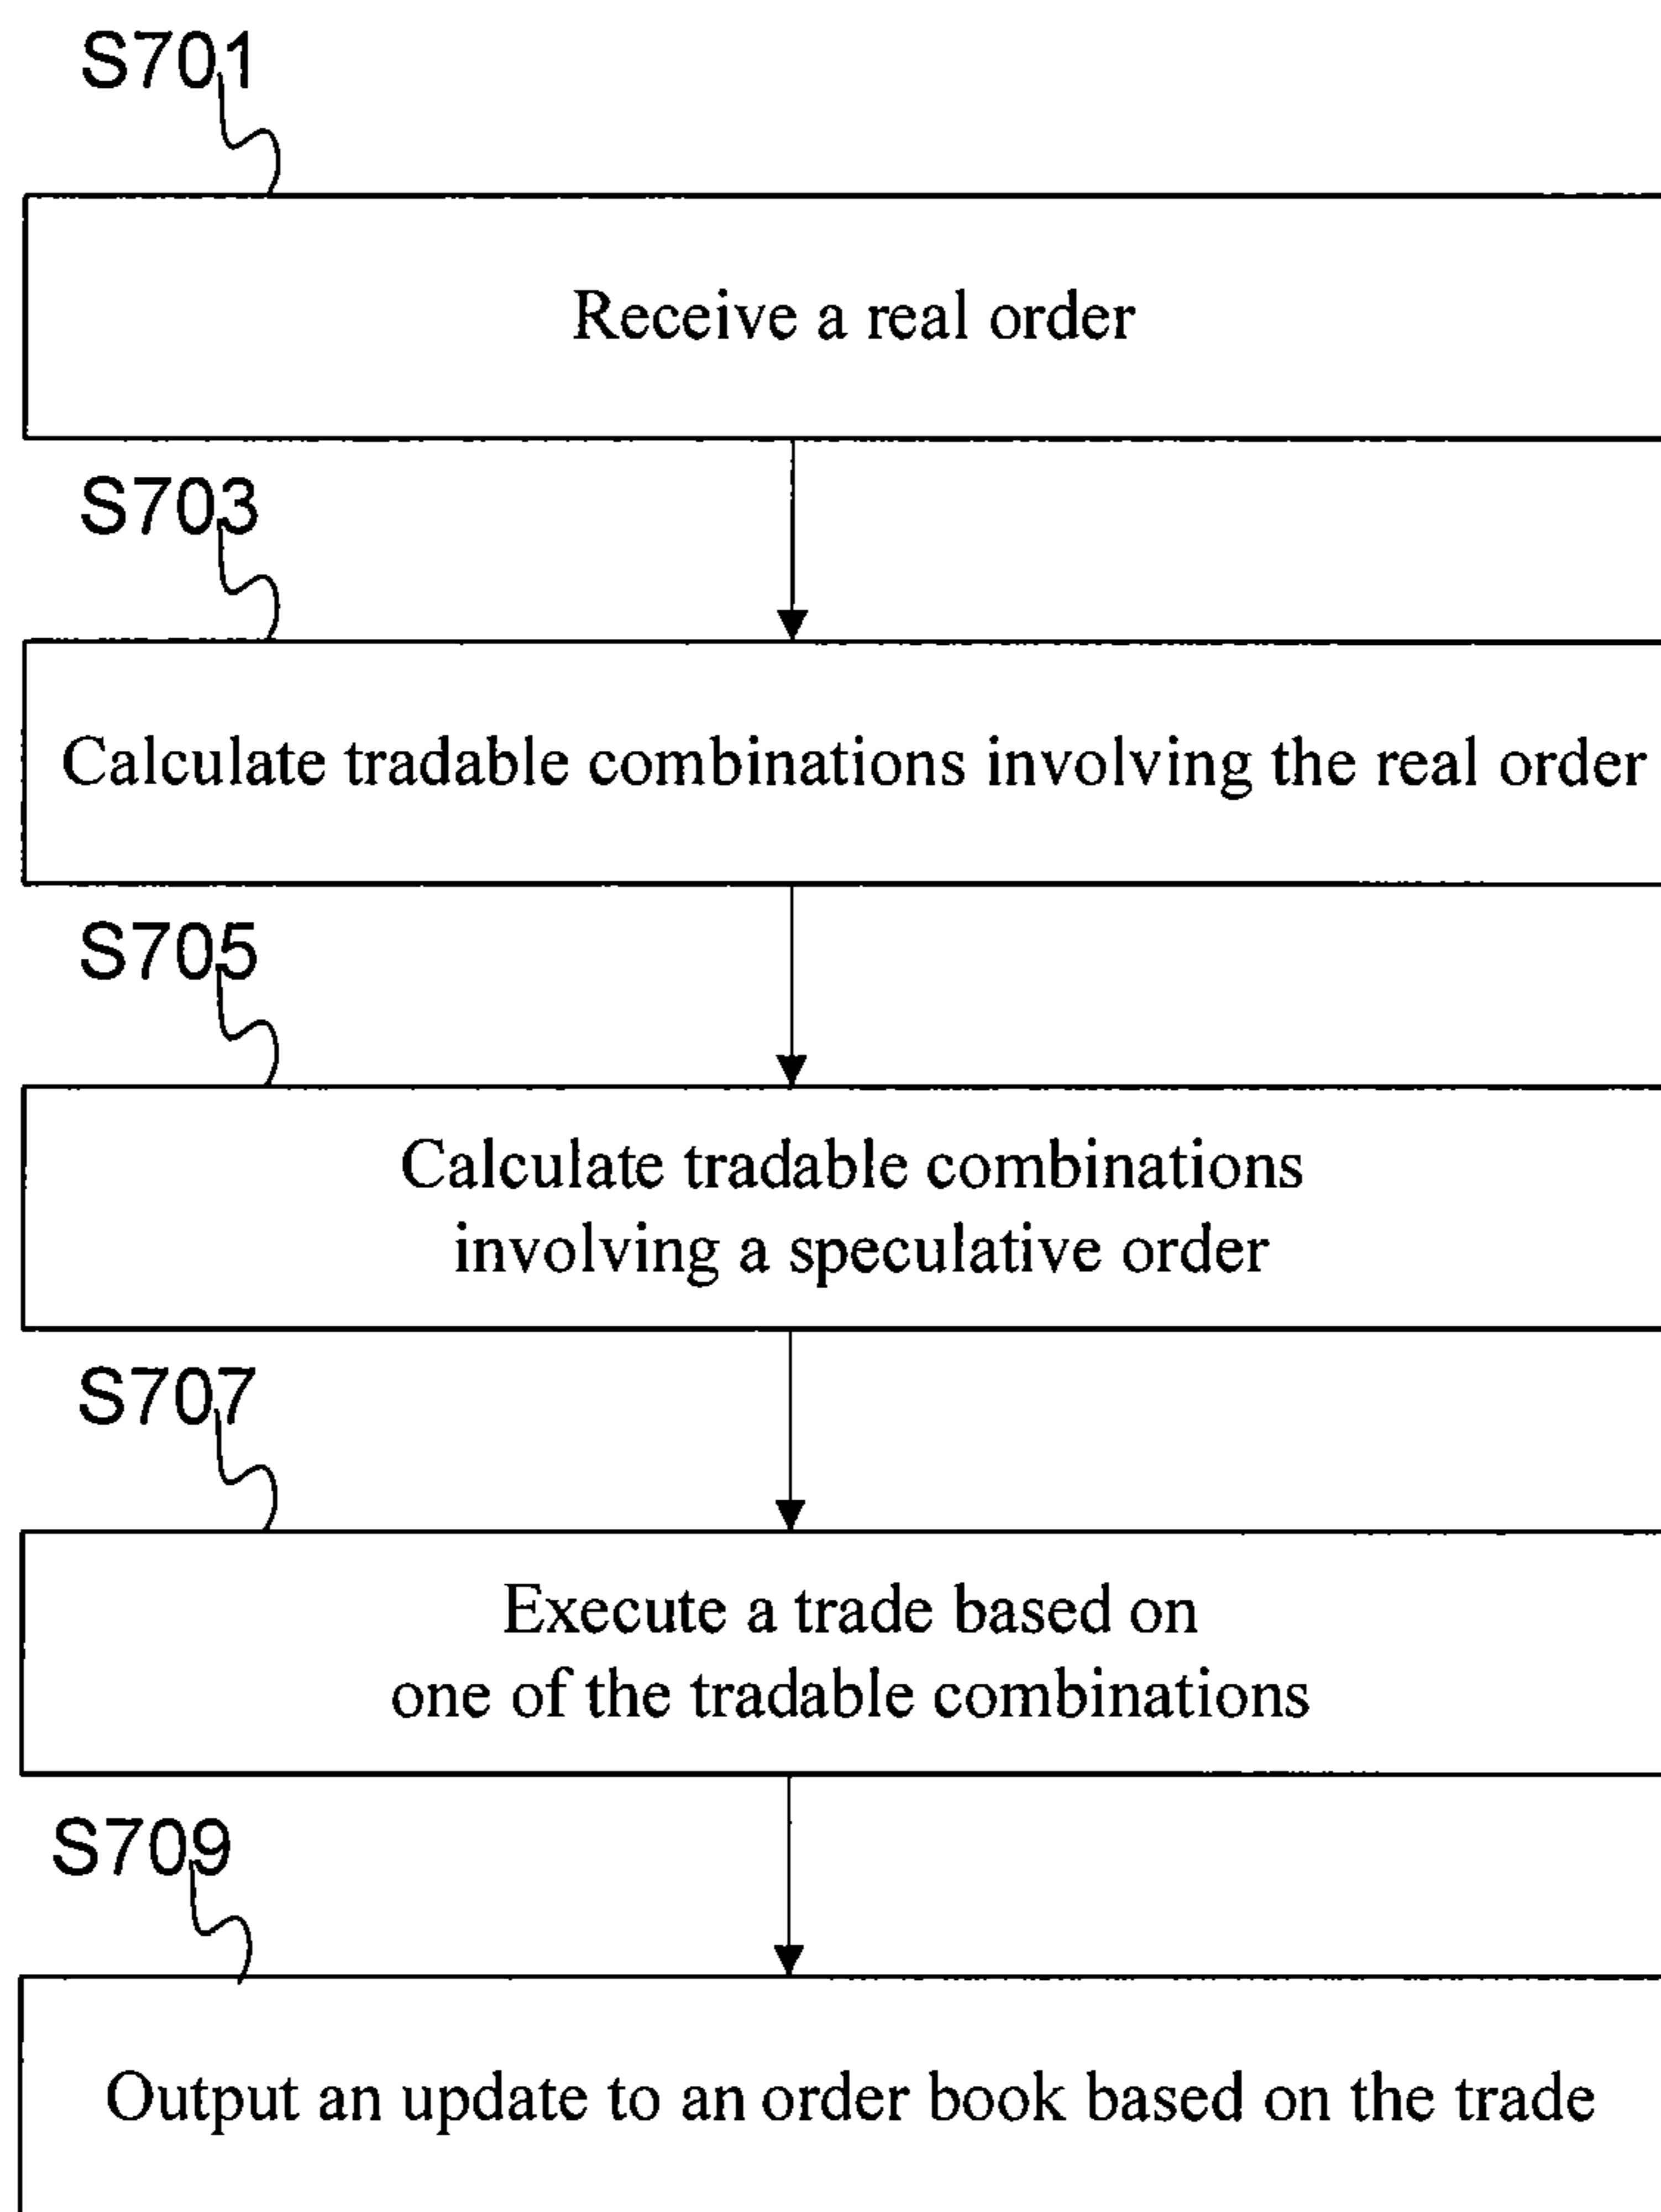 S701
Receive a real order
S703
Calculate tradable combinations involving the real order
S705
Calculate tradable combinations
involving a speculative order
S707
Execute a trade based on
one of the tradable combinations
S709
Output an update to an order book based on the trade